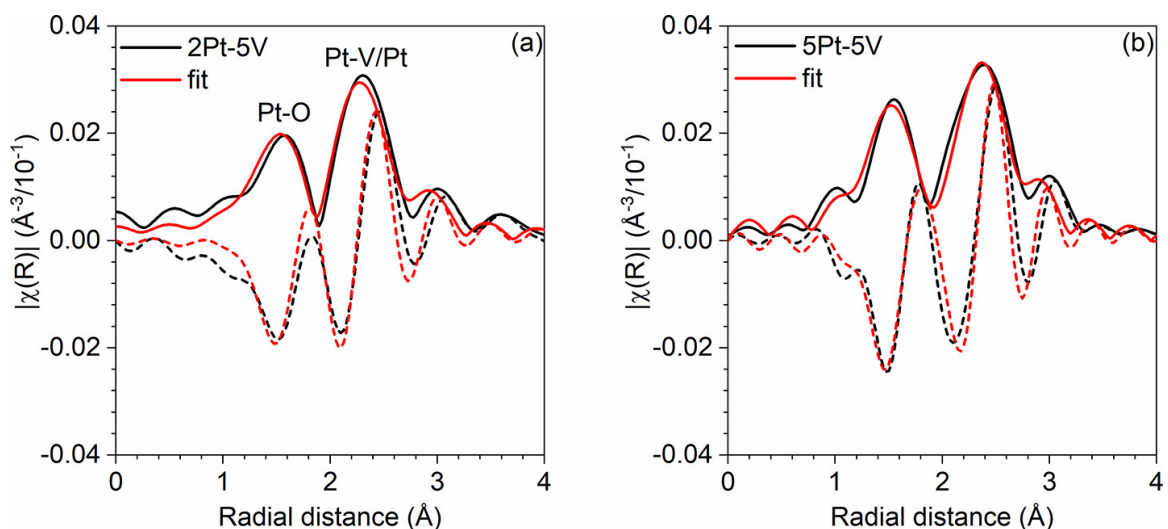 0.04
2Pt-5V
fit
(a)
Pt-V/Pt
Pt-O
0.02
0.00
-0.02
-0.04
|χ(R)| (Å⁻³/10⁻¹)
0 1 2 3 4
Radial distance (Å)
0.04
5Pt-5V
fit
(b)
0.02
0.00
-0.02
-0.04
|χ(R)| (Å⁻³/10⁻¹)
0 1 2 3 4
Radial distance (Å)